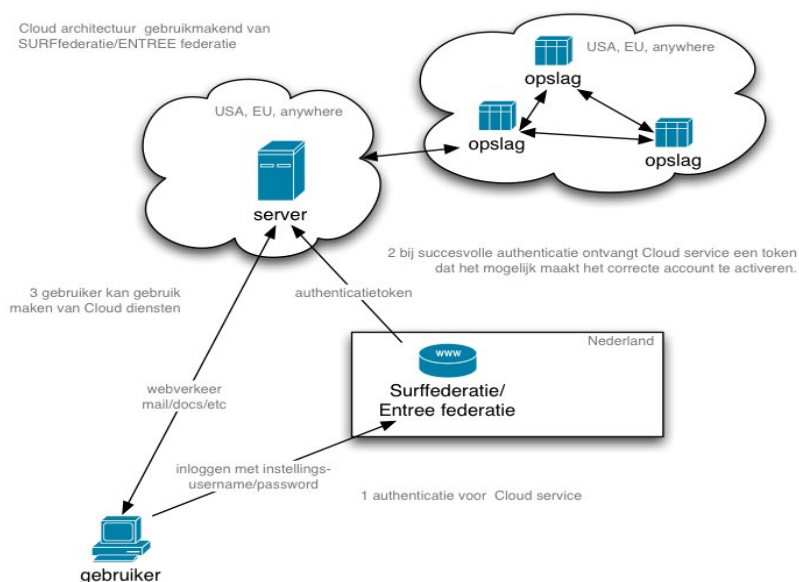 Cloud architectuur gebruikmakend van
SURFfederatie/ENTREE federatie
USA, EU, anywhere
opslag
opslag
opslag
USA, EU, anywhere
server
2 bij succesvolle authenticatie ontvangt Cloud service een token
dat het mogelijk maakt het correcte account te activeren.
3 gebruiker kan gebruik
maken van Cloud diensten
authenticatietoken
Nederland
www
Surffederatie/
Entree federatie
webverkeer
mail/docs/etc
inloggen met instellings-
username/password
1 authenticatie voor Cloud service
gebruiker